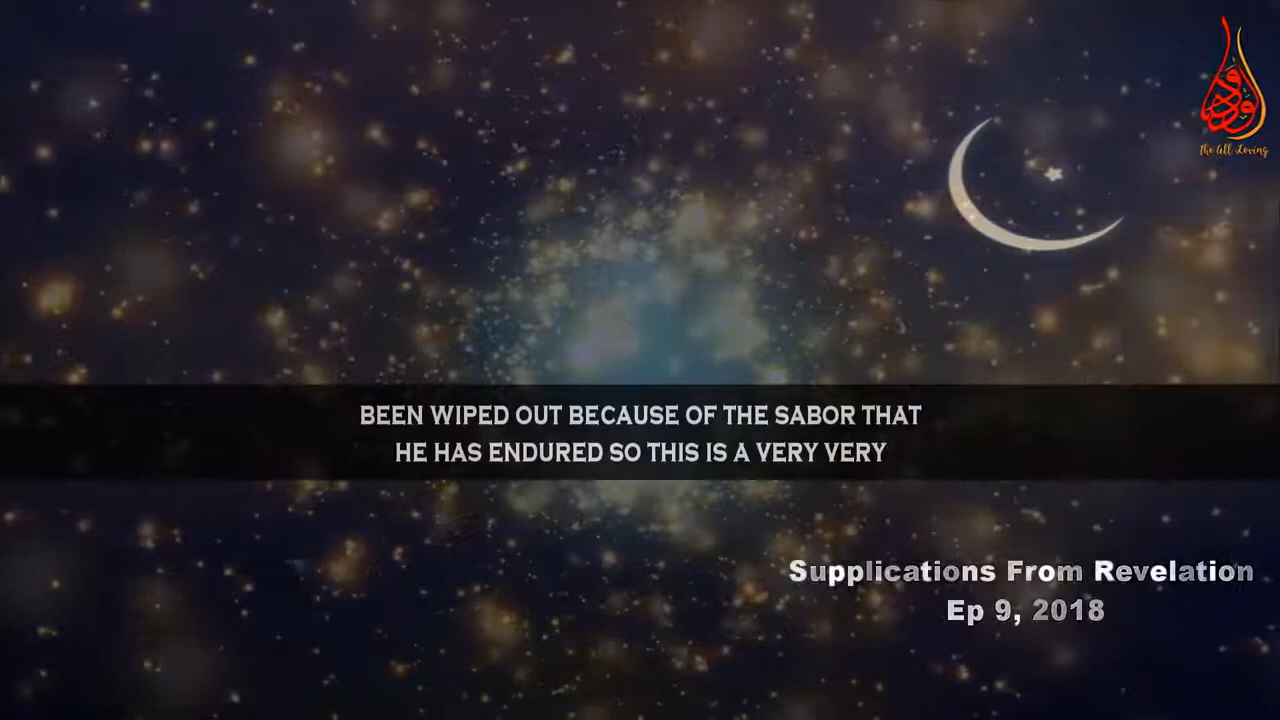 الودود
The All Loving
BEEN WIPED OUT BECAUSE OF THE SABOR THAT
HE HAS ENDURED SO THIS IS A VERY VERY
Supplications From Revelation
Ep 9, 2018